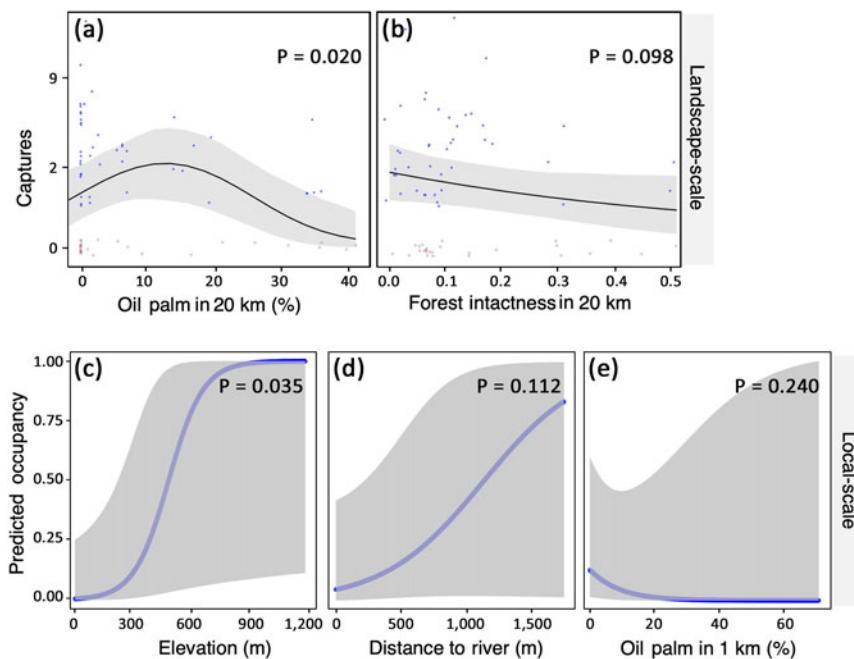 (a)
P = 0.020
(b)
P = 0.098
Captures
9
2
0
0
10
20
30
40
Oil palm in 20 km (%)
0.0
0.1
0.2
0.3
0.4
0.5
Forest intactness in 20 km
Landscape-scale
(c)
P = 0.035
(d)
P = 0.112
(e)
P = 0.240
Predicted occupancy
1.00
0.75
0.50
0.25
0.00
0
300
600
900
1,200
Elevation (m)
0
500
1,000
1,500
Distance to river (m)
0
20
40
60
Oil palm in 1 km (%)
Local-scale